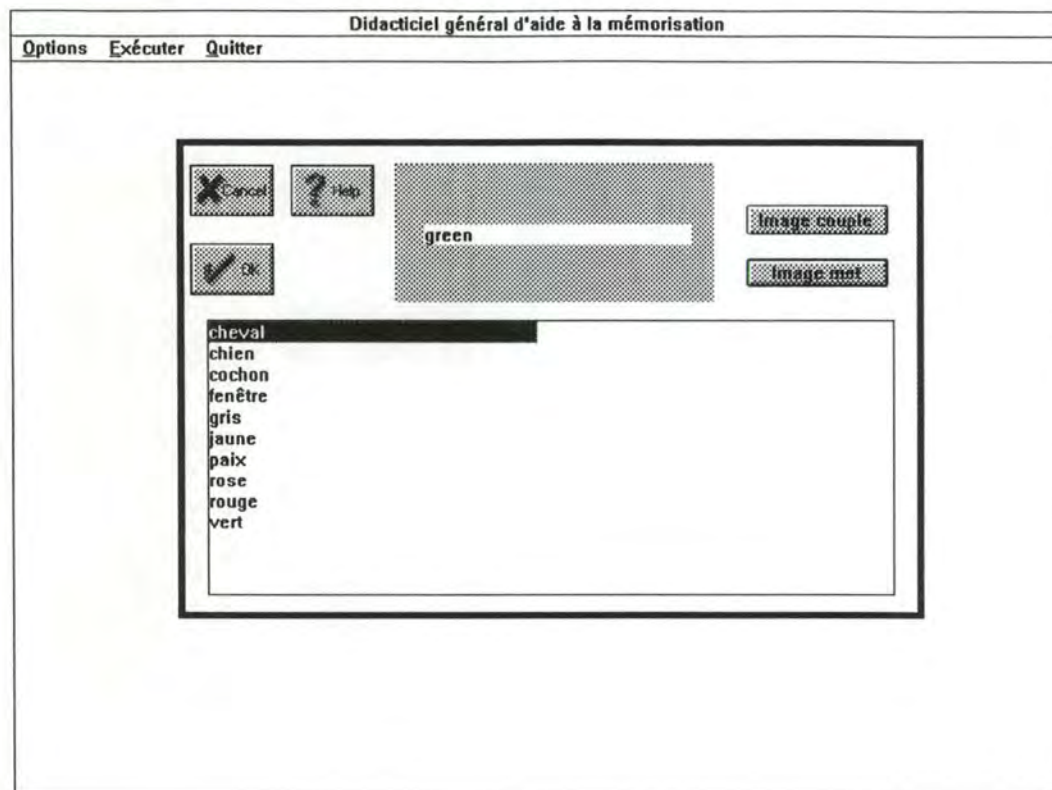 Didacticiel général d'aide à la mémorisation
Options Exécuter Quitter
Cancel Help
green
Image couple
OK
Image mot
cheval
chien
cochon
fenêtre
gris
jaune
paix
rose
rouge
vert